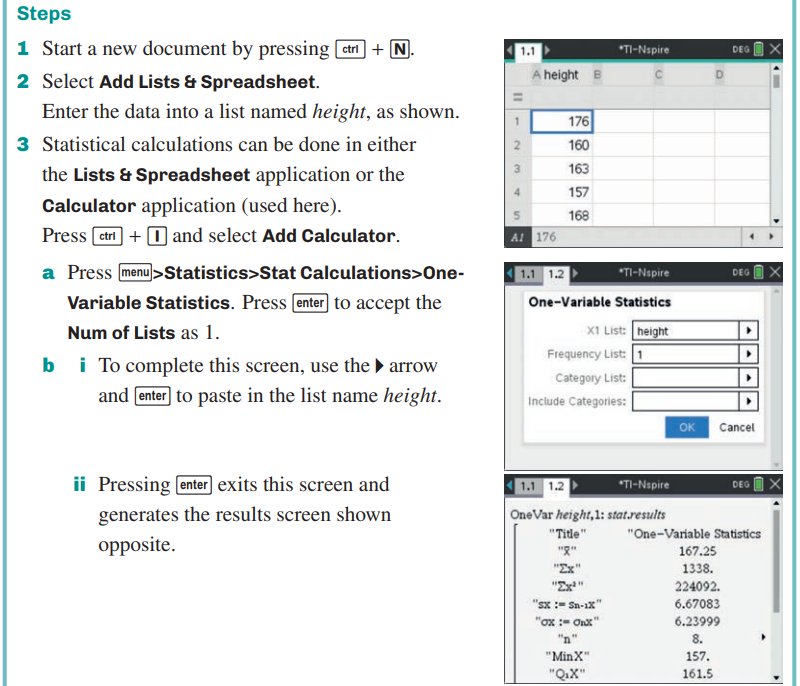 Steps
1 Start a new document by pressing ctrl + N.
2 Select Add Lists & Spreadsheet.
Enter the data into a list named height, as shown.
3 Statistical calculations can be done in either
the Lists & Spreadsheet application or the
Calculator application (used here).
Press ctrl + I and select Add Calculator.
a Press menu>Statistics>Stat Calculations>One-
Variable Statistics. Press enter to accept the
Num of Lists as 1.
b i To complete this screen, use the ▶ arrow
and enter to paste in the list name height.
ii Pressing enter exits this screen and
generates the results screen shown
opposite.
1.1 *TI-Nspire DEG
A height B C D
=
1 176
2 160
3 163
4 157
5 168
A1 176
1.1 1.2 *TI-Nspire DEG
One-Variable Statistics
X1 List: height
Frequency List: 1
Category List:
Include Categories:
OK Cancel
1.1 1.2 *TI-Nspire DEG
OneVar height,1: stat.results
"Title" "One-Variable Statistics
"x̄" 167.25
"Σx" 1338.
"Σx²" 224092.
"sx := sn-1x" 6.67083
"σx := σnx" 6.23999
"n" 8.
"MinX" 157.
"Q1X" 161.5